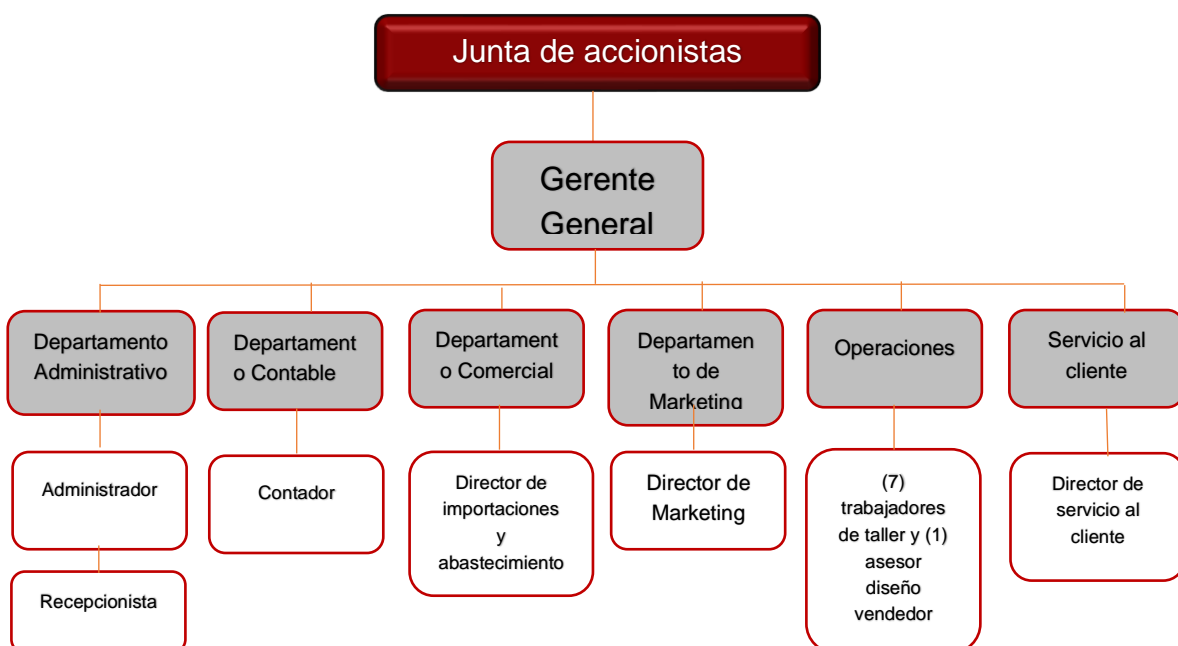 Junta de accionistas
Gerente
General
Departamento
Administrativo
Departament
o Contable
Departament
o Comercial
Departamen
to de
Marketing
Operaciones
Servicio al
cliente
Administrador
Contador
Director de
importaciones
y
abastecimiento
Director de
Marketing
(7)
trabajadores
de taller y (1)
asesor
diseño
vendedor
Director de
servicio al
cliente
Recepcionista